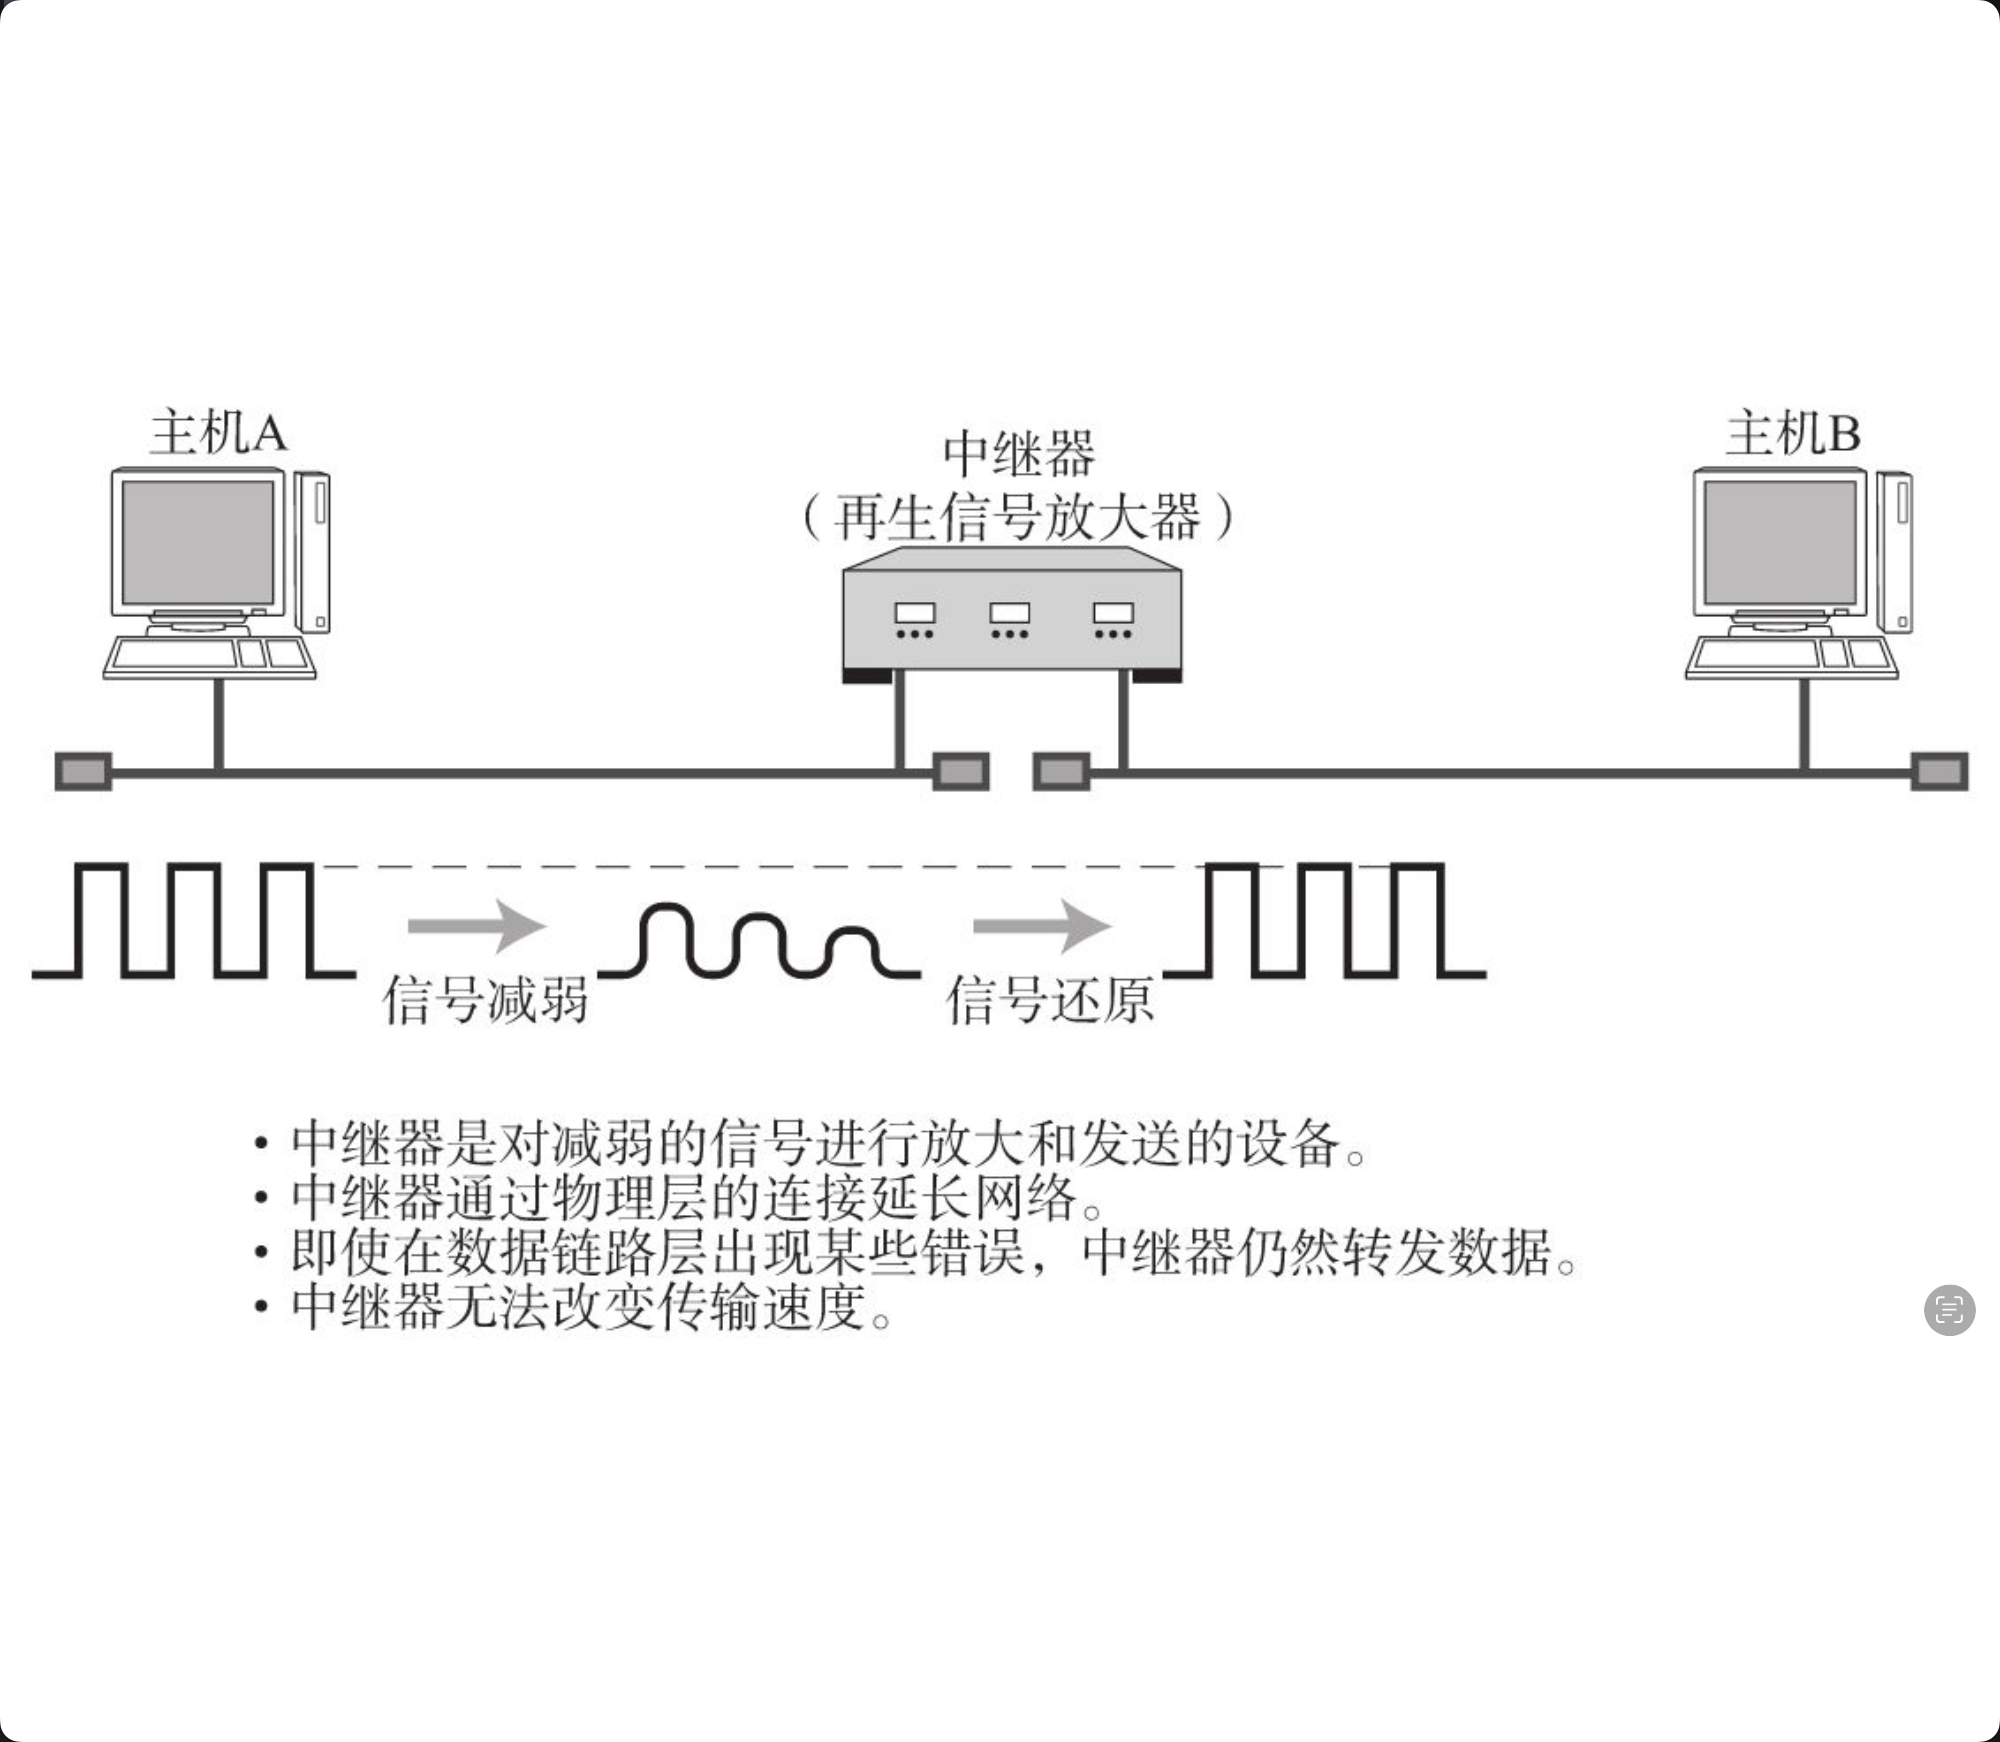 主机A
中继器
（再生信号放大器）
主机B
信号减弱
信号还原
• 中继器是对减弱的信号进行放大和发送的设备。
• 中继器通过物理层的连接延长网络。
• 即使在数据链路层出现某些错误，中继器仍然转发数据。
• 中继器无法改变传输速度。